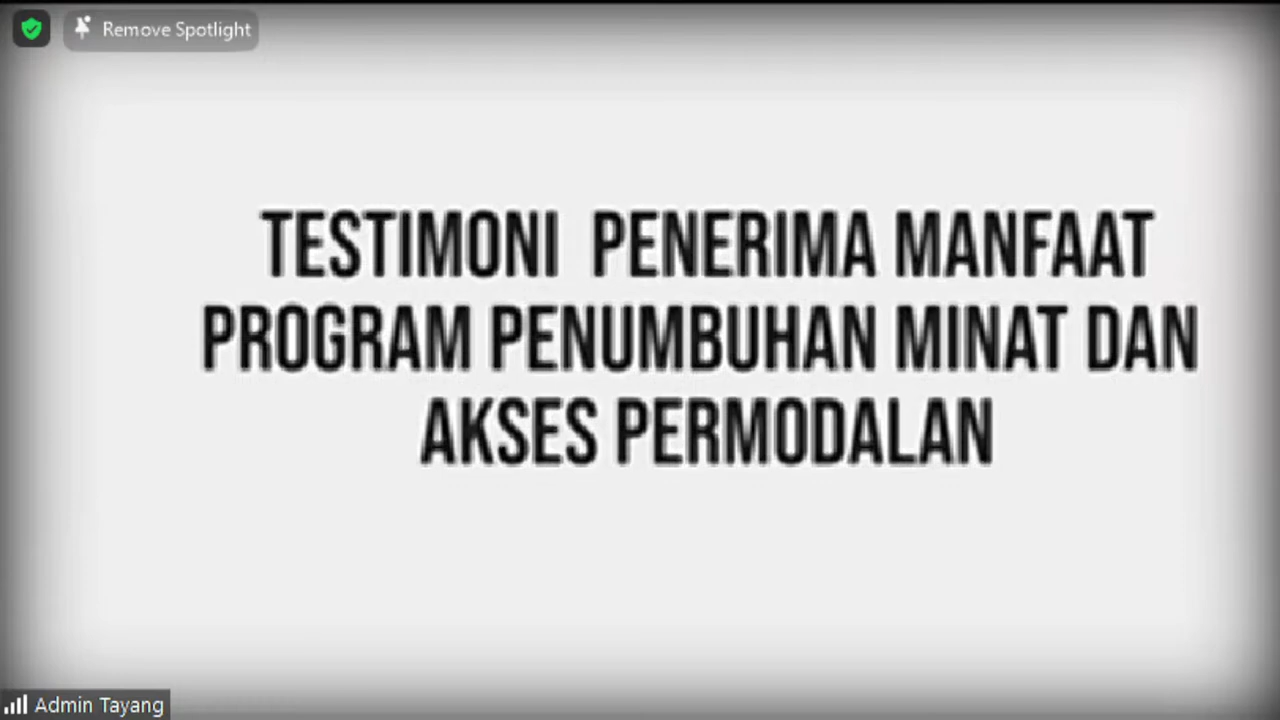 Remove Spotlight
TESTIMONI PENERIMA MANFAAT
PROGRAM PENUMBUHAN MINAT DAN
AKSES PERMODALAN
Admin Tayang